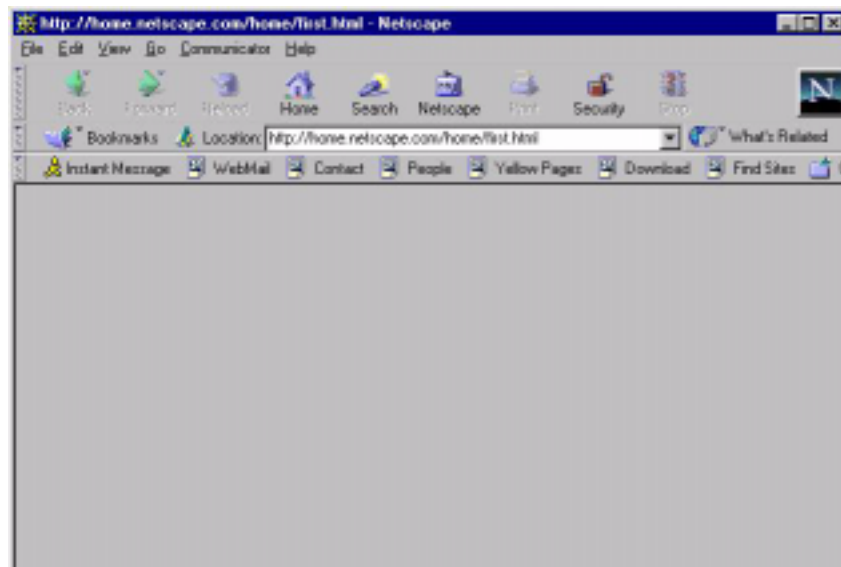 http://home.netscape.com/home/first.html - Netscape
File Edit View Go Communicator Help
Back Forward Reload Home Search Netscape Print Security Stop
N
Bookmarks Location: http://home.netscape.com/home/first.html What's Related
Instant Message WebMail Contact People Yellow Pages Download Find Sites